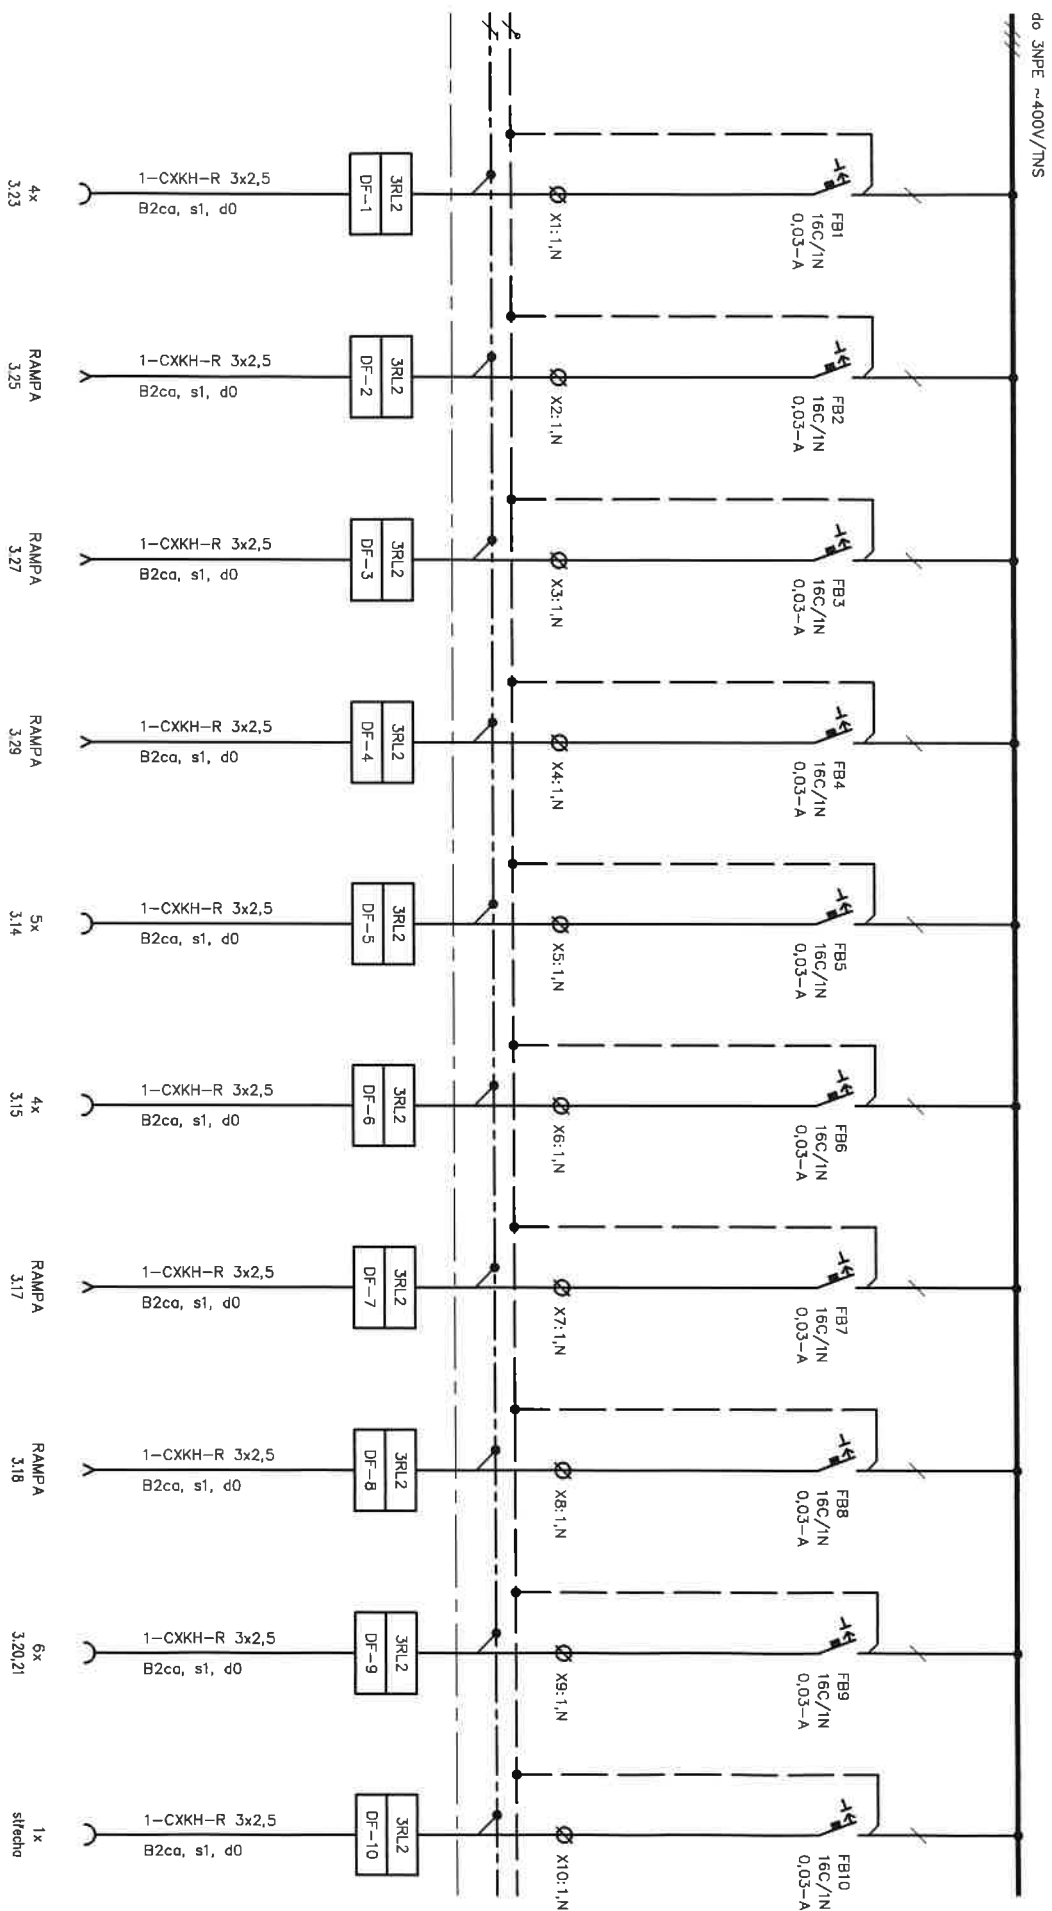 do 3NPE ~400V/TNS
FB1
16C/1N
0,03-A
X1:1,N
3RL2
DF-1
1-CXKH-R 3x2,5
B2ca, s1, d0
4x
3.23
FB2
16C/1N
0,03-A
X2:1,N
3RL2
DF-2
1-CXKH-R 3x2,5
B2ca, s1, d0
RAMPA
3.25
FB3
16C/1N
0,03-A
X3:1,N
3RL2
DF-3
1-CXKH-R 3x2,5
B2ca, s1, d0
RAMPA
3.27
FB4
16C/1N
0,03-A
X4:1,N
3RL2
DF-4
1-CXKH-R 3x2,5
B2ca, s1, d0
RAMPA
3.29
FB5
16C/1N
0,03-A
X5:1,N
3RL2
DF-5
1-CXKH-R 3x2,5
B2ca, s1, d0
5x
3.14
FB6
16C/1N
0,03-A
X6:1,N
3RL2
DF-6
1-CXKH-R 3x2,5
B2ca, s1, d0
4x
3.15
FB7
16C/1N
0,03-A
X7:1,N
3RL2
DF-7
1-CXKH-R 3x2,5
B2ca, s1, d0
RAMPA
3.17
FB8
16C/1N
0,03-A
X8:1,N
3RL2
DF-8
1-CXKH-R 3x2,5
B2ca, s1, d0
RAMPA
3.18
FB9
16C/1N
0,03-A
X9:1,N
3RL2
DF-9
1-CXKH-R 3x2,5
B2ca, s1, d0
6x
3.20,21
FB10
16C/1N
0,03-A
X10:1,N
3RL2
DF-10
1-CXKH-R 3x2,5
B2ca, s1, d0
1x
střecha